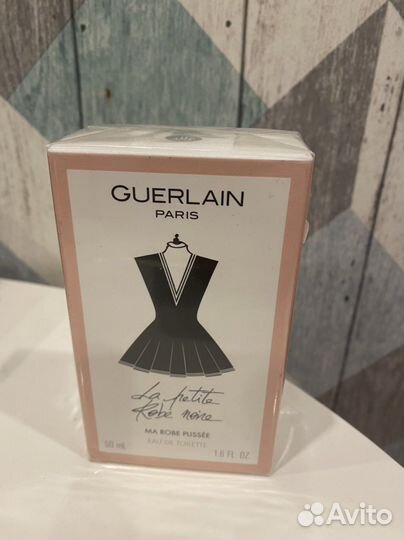 GUERLAIN
PARIS
La petite
Robe noire
MA ROBE PLISSÉE
EAU DE TOILETTE
50 mL 1.6 FL. OZ
Avito